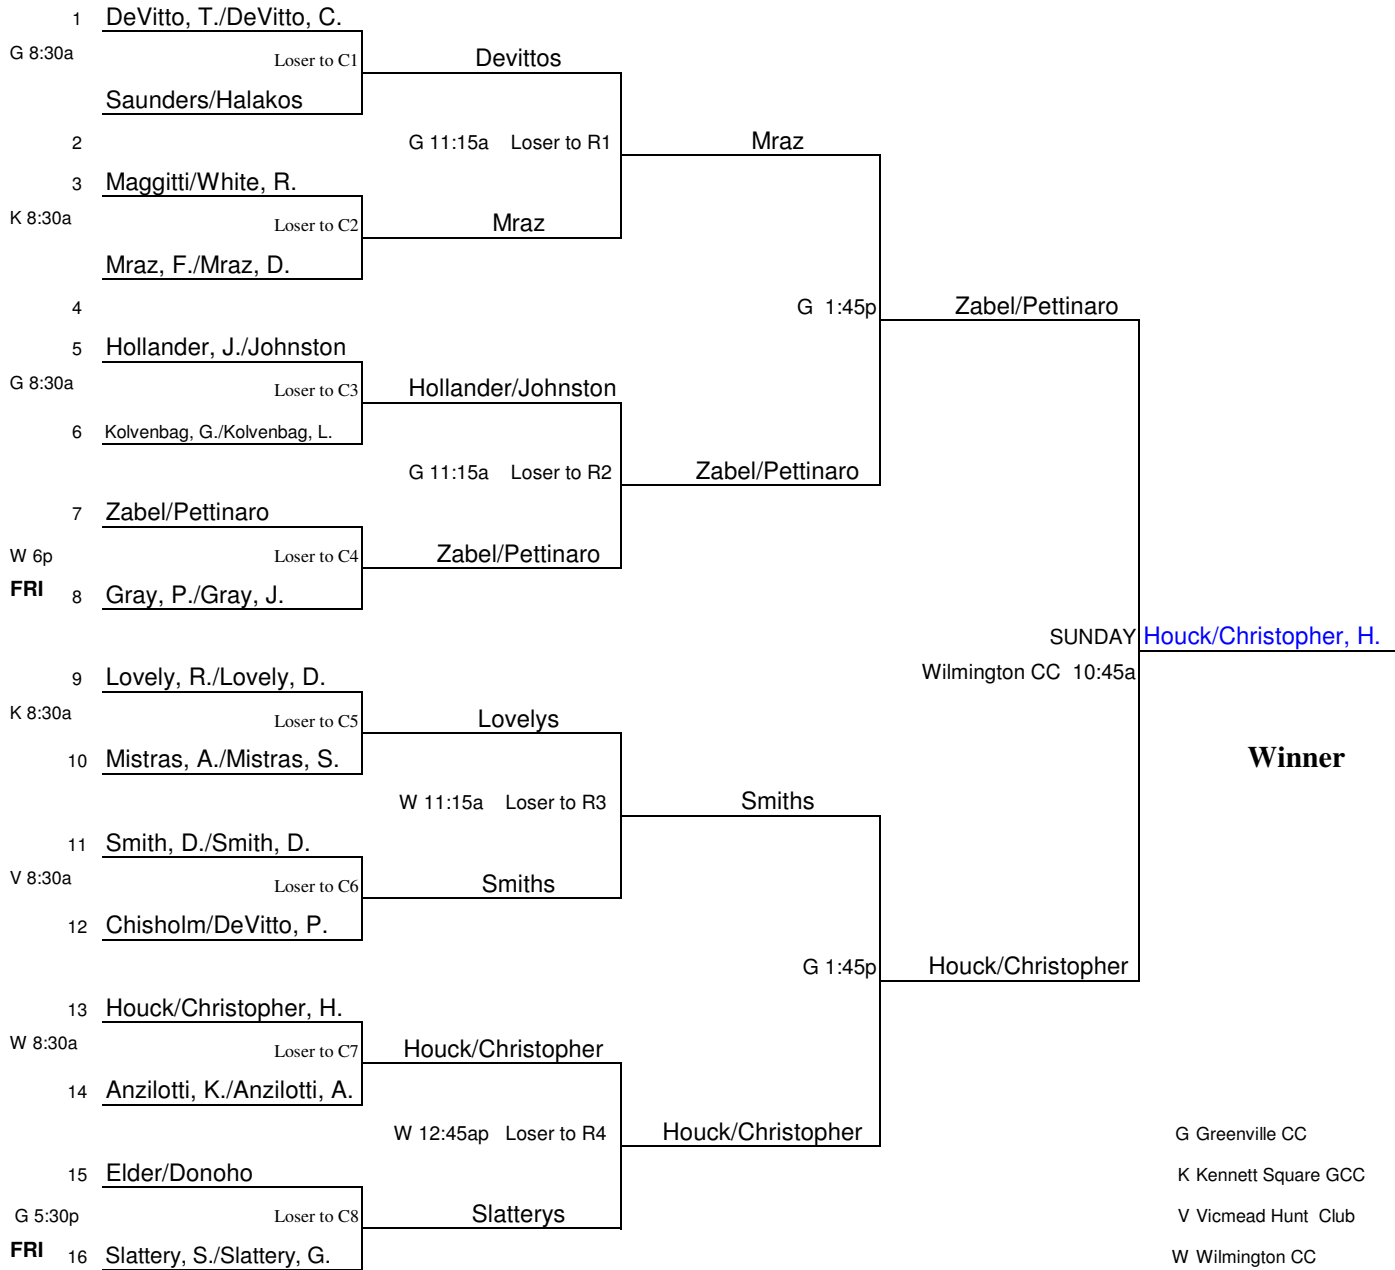 1 DeVitto, T./DeVitto, C.
G 8:30a Loser to C1 Devittos
Saunders/Halakos
2 G 11:15a Loser to R1 Mraz
3 Maggitti/White, R.
K 8:30a Loser to C2 Mraz
Mraz, F./Mraz, D.
4 G 1:45p Zabel/Pettinaro
5 Hollander, J./Johnston
G 8:30a Loser to C3 Hollander/Johnston
6 Kolvenbag, G./Kolvenbag, L.
G 11:15a Loser to R2 Zabel/Pettinaro
7 Zabel/Pettinaro
W 6p Loser to C4 Zabel/Pettinaro
FRI 8 Gray, P./Gray, J.
SUNDAY Houck/Christopher, H.
9 Lovely, R./Lovely, D. Wilmington CC 10:45a
K 8:30a Loser to C5 Lovelys
10 Mistras, A./Mistras, S. Winner
W 11:15a Loser to R3 Smiths
11 Smith, D./Smith, D.
V 8:30a Loser to C6 Smiths
12 Chisholm/DeVitto, P.
G 1:45p Houck/Christopher
13 Houck/Christopher, H.
W 8:30a Loser to C7 Houck/Christopher
14 Anzilotti, K./Anzilotti, A.
W 12:45ap Loser to R4 Houck/Christopher G Greenville CC
15 Elder/Donoho K Kennett Square GCC
G 5:30p Loser to C8 Slatterys V Vicmead Hunt Club
FRI 16 Slattery, S./Slattery, G. W Wilmington CC